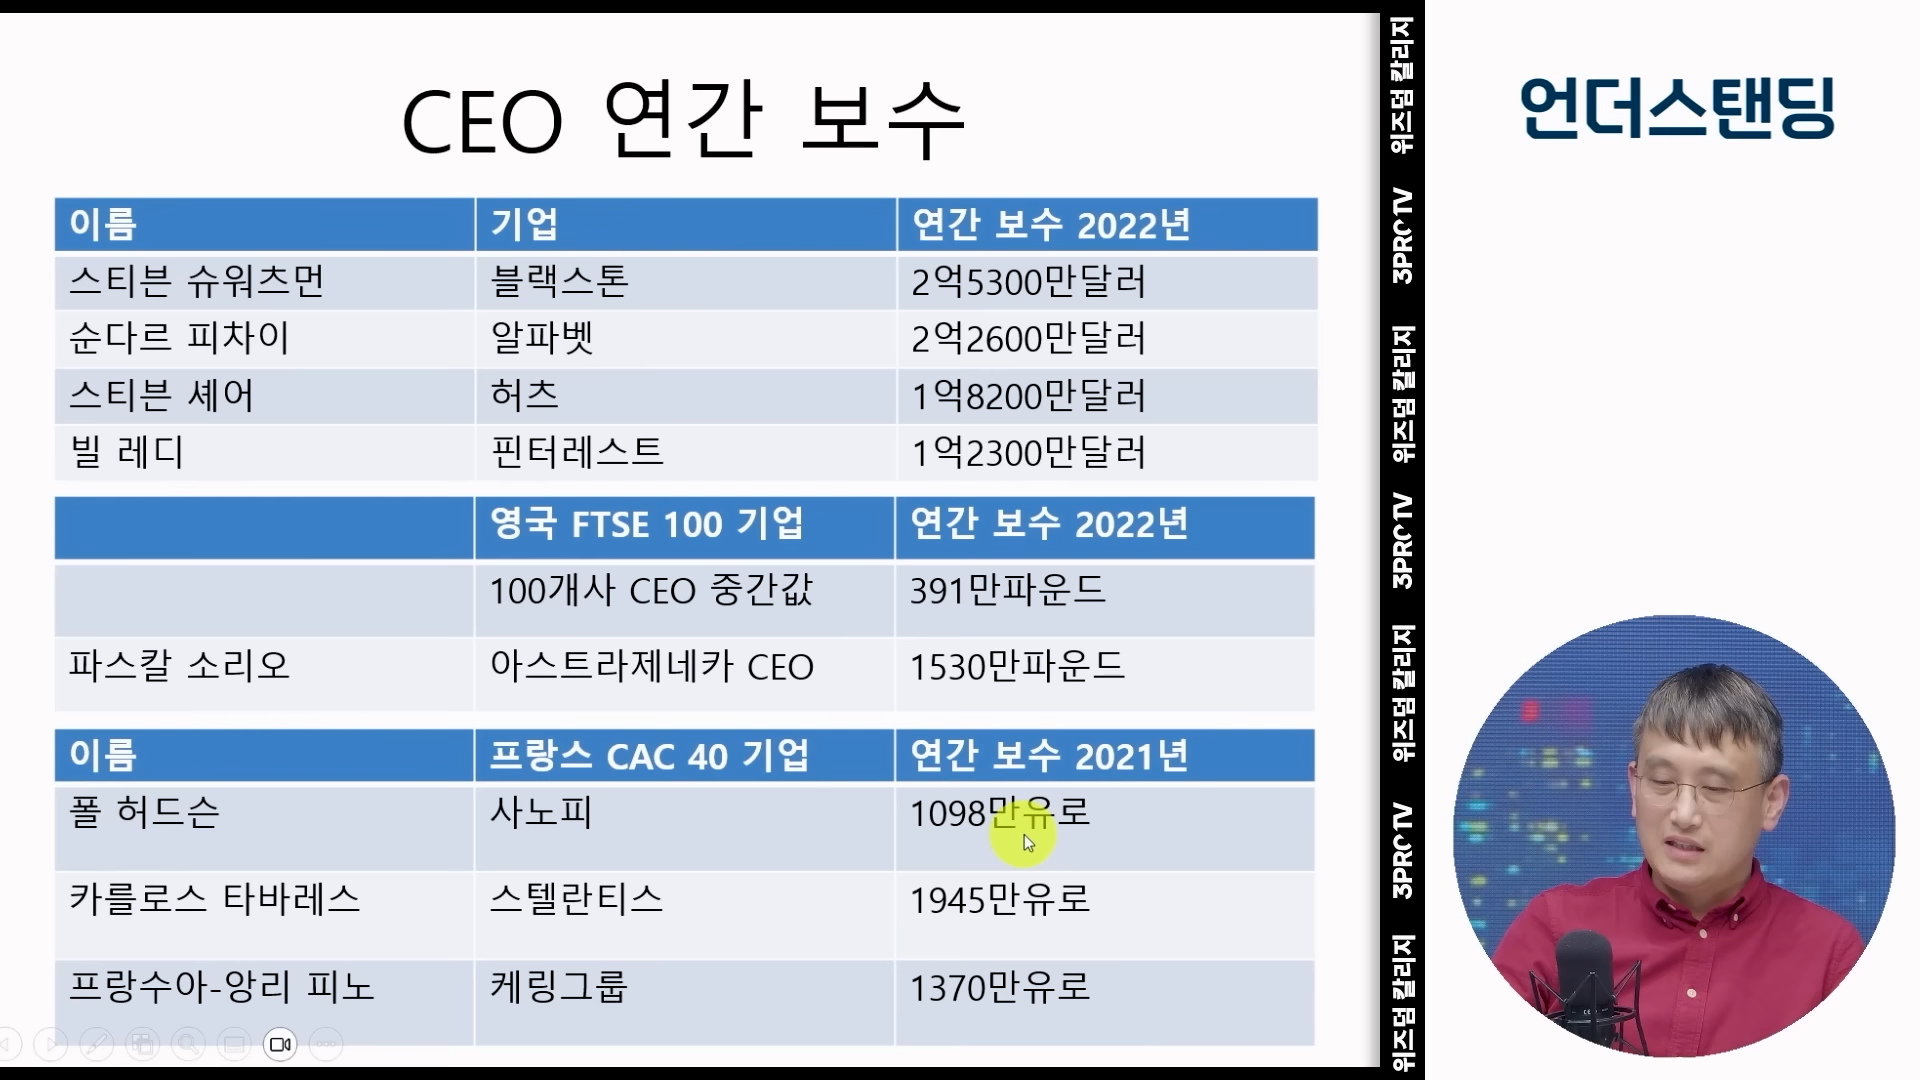 CEO 연간 보수
이름 기업 연간 보수 2022년
스티븐 슈워츠먼 블랙스톤 2억5300만달러
순다르 피차이 알파벳 2억2600만달러
스티븐 셰어 허츠 1억8200만달러
빌 레디 핀터레스트 1억2300만달러
영국 FTSE 100 기업 연간 보수 2022년
100개사 CEO 중간값 391만파운드
파스칼 소리오 아스트라제네카 CEO 1530만파운드
이름 프랑스 CAC 40 기업 연간 보수 2021년
폴 허드슨 사노피 1098만유로
카를로스 타바레스 스텔란티스 1945만유로
프랑수아-앙리 피노 케링그룹 1370만유로
위즈덤 칼리지
3PROTV
위즈덤 칼리지
3PROTV
위즈덤 칼리지
3PROTV
위즈덤 칼리지
언더스탠딩